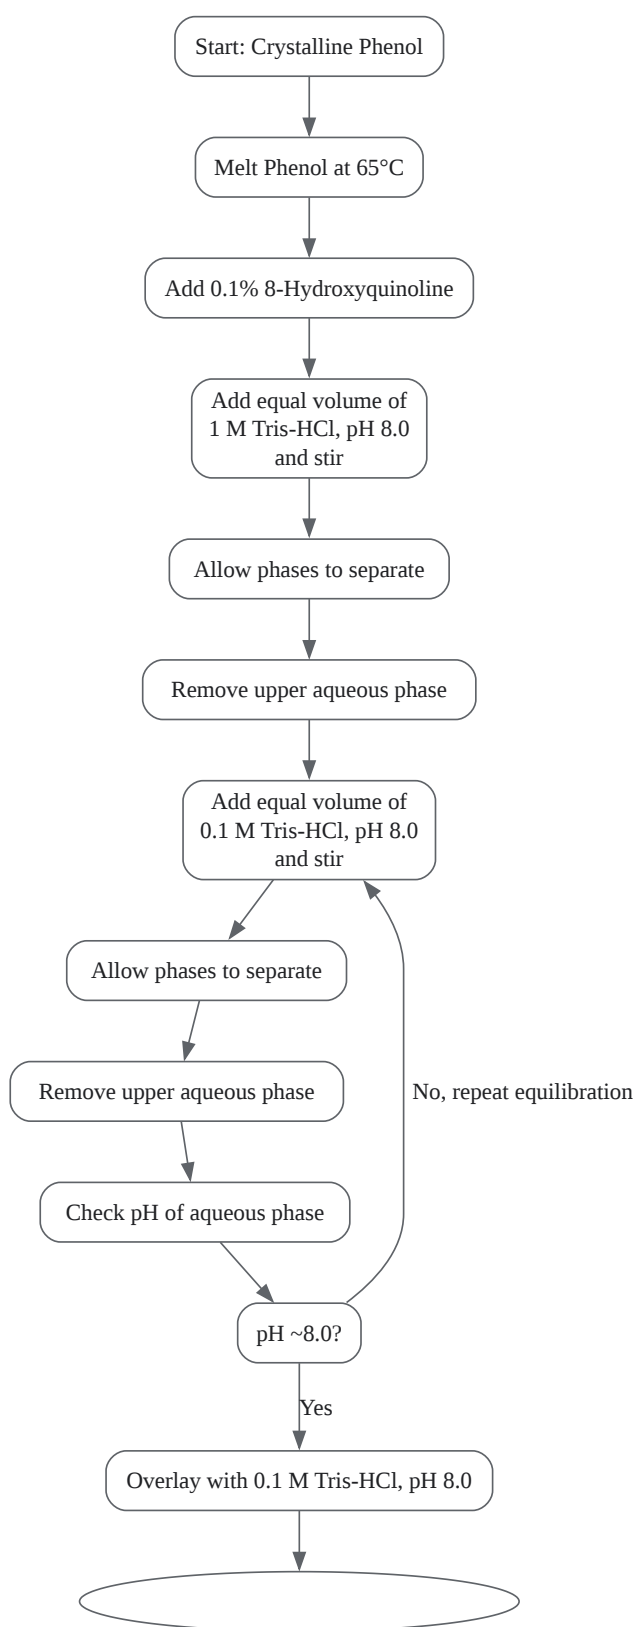 Start: Crystalline Phenol
Melt Phenol at 65°C
Add 0.1% 8-Hydroxyquinoline
Add equal volume of
1 M Tris-HCl, pH 8.0
and stir
Allow phases to separate
Remove upper aqueous phase
Add equal volume of
0.1 M Tris-HCl, pH 8.0
and stir
Allow phases to separate
Remove upper aqueous phase
No, repeat equilibration
Check pH of aqueous phase
pH ~8.0?
Yes
Overlay with 0.1 M Tris-HCl, pH 8.0